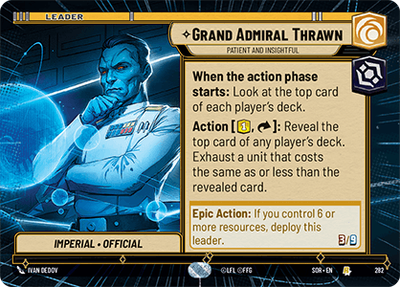 LEADER
GRAND ADMIRAL THRAWN
PATIENT AND INSIGHTFUL
When the action phase
starts: Look at the top card
of each player's deck.
Action [1, ]: Reveal the
top card of any player's deck.
Exhaust a unit that costs
the same as or less than the
revealed card.
Epic Action: If you control 6 or
more resources, deploy this
leader.
3/9
IMPERIAL • OFFICIAL
IVAN DEDOV
©LFL ©FFG
SOR • EN
282